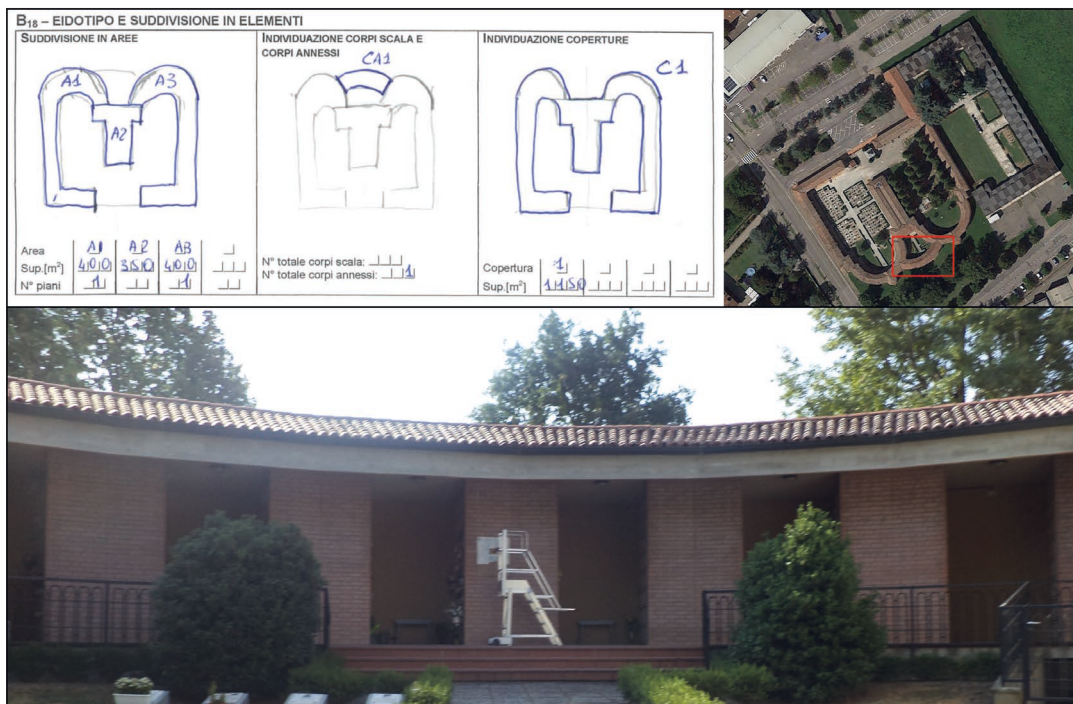 B18 – EIDOTIPO E SUDDIVISIONE IN ELEMENTI
SUDDIVISIONE IN AREE
A1
A3
A2
Area A1 A2 A3
Sup.[m²] 400 350 400
N° piani 1 1
INDIVIDUAZIONE CORPI SCALA E
CORPI ANNESSI
CA1
N° totale corpi scala:
N° totale corpi annessi: 1
INDIVIDUAZIONE COPERTURE
C1
Copertura 1
Sup.[m²] 1150